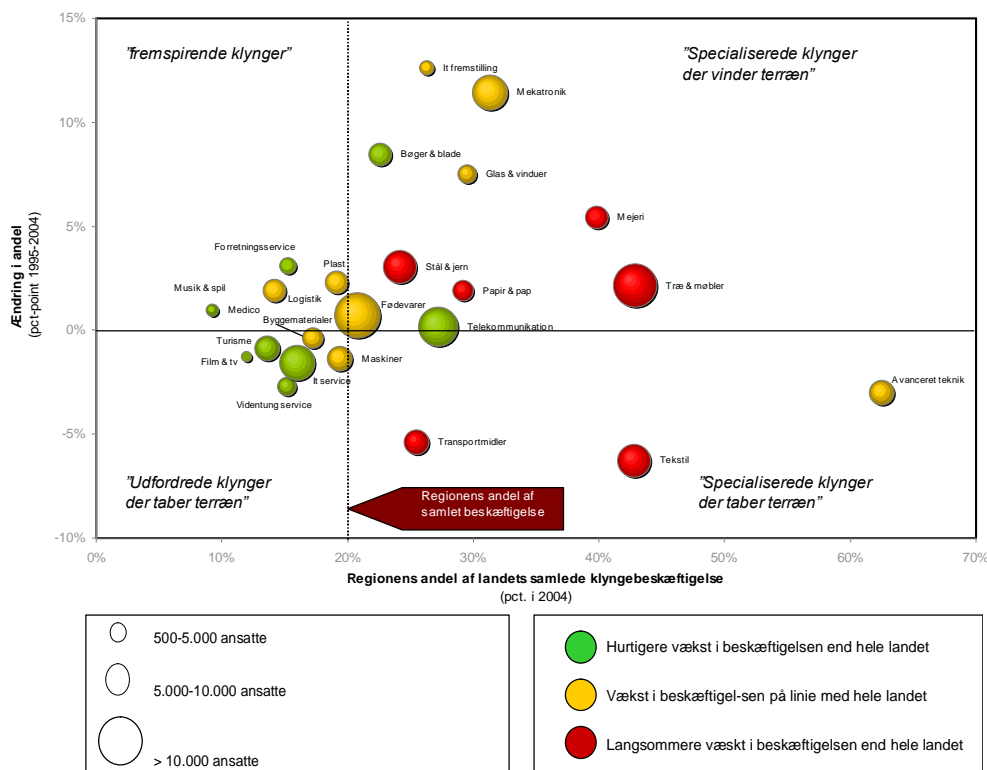 15%
10%
5%
0%
-5%
-10%
Ændring i andel
(pct-point 1995-2004)
"fremspirende klynger"
"Specialiserede klynger
der vinder terræn"
It fremstilling
Mekatronik
Bøger & blade
Glas & vinduer
Mejeri
Forretningsservice
Plast
Stål & jern
Musik & spil
Logistik
Papir & pap
Træ & møbler
Medico
Fødevarer
Byggematerialer
Telekommunikation
Turisme
Film & tv
Maskiner
It service
Avanceret teknik
Videntung service
Transportmidler
Tekstil
"Udfordrede klynger
der taber terræn"
Regionens andel af
samlet beskæftigelse
"Specialiserede klynger
der taber terræn"
0%
10%
20%
30%
40%
50%
60%
70%
Regionens andel af landets samlede klyngebeskæftigelse
(pct. i 2004)
500-5.000 ansatte
5.000-10.000 ansatte
> 10.000 ansatte
Hurtigere vækst i beskæftigelsen end hele landet
Vækst i beskæftigel-sen på linie med hele landet
Langsommere væskt i beskæftigelsen end hele landet